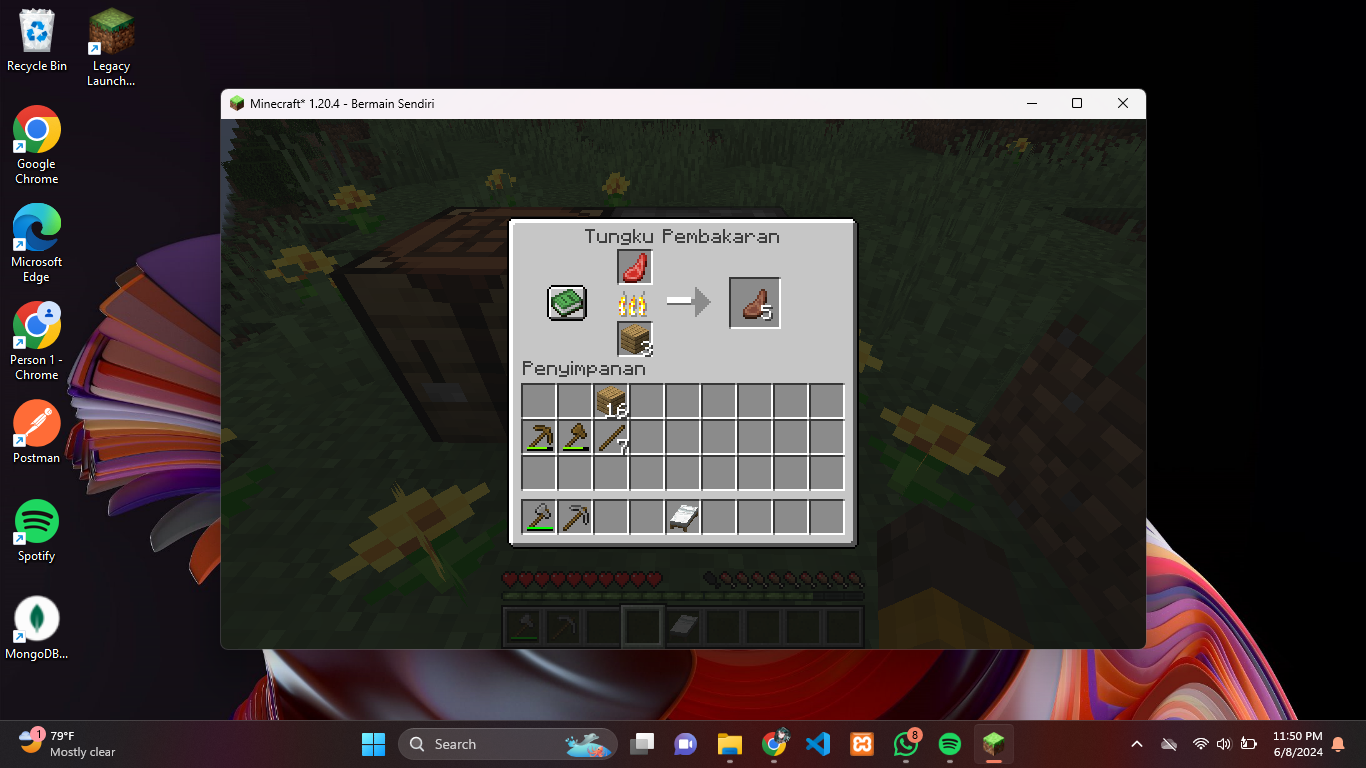 Recycle Bin
Legacy
Launch...
Google
Chrome
Microsoft
Edge
Person 1 -
Chrome
Postman
Spotify
MongoDB...
Minecraft* 1.20.4 - Bermain Sendiri
Tungku Pembakaran
5
3
Penyimpanan
16
7
1
79°F
Mostly clear
Search
8
11:50 PM
6/8/2024